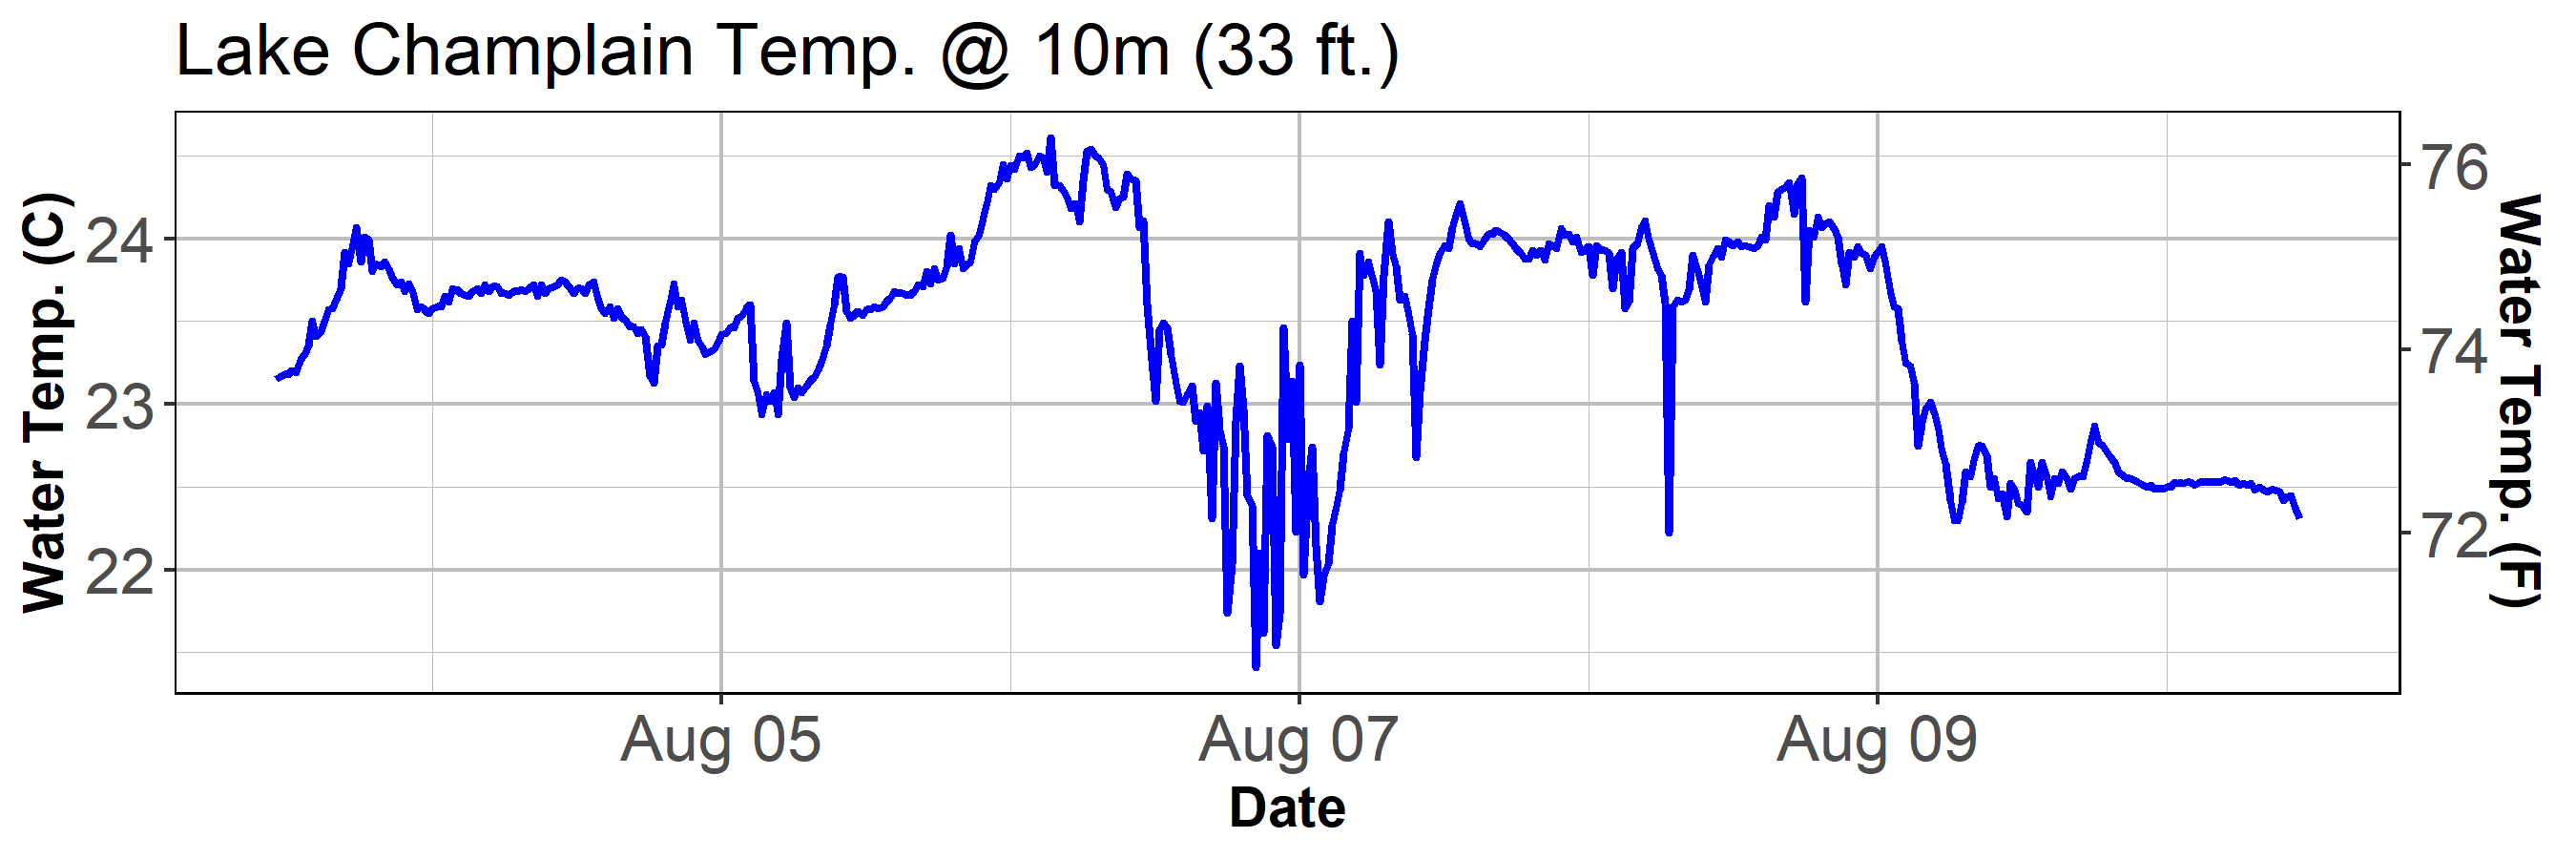 Lake Champlain Temp. @ 10m (33 ft.)
Water Temp. (C)
24
23
22
76
74
72
Water Temp. (F)
Aug 05
Aug 07
Aug 09
Date